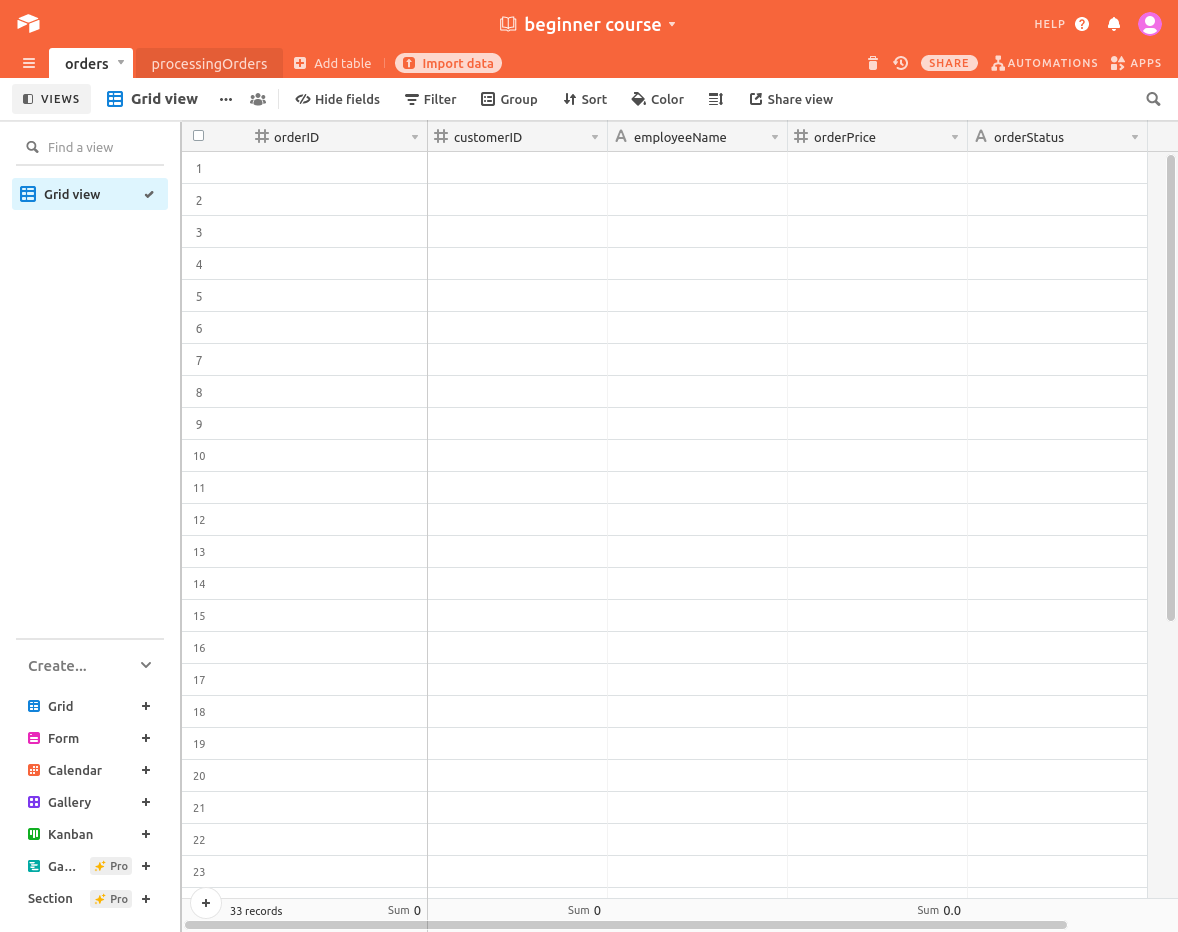 beginner course
HELP
orders
processingOrders
Add table
Import data
SHARE
AUTOMATIONS
APPS
VIEWS
Grid view
Hide fields
Filter
Group
Sort
Color
Share view
Find a view
Grid view
orderID
customerID
employeeName
orderPrice
orderStatus
1
2
3
4
5
6
7
8
9
10
11
12
13
14
15
16
17
18
19
20
21
22
23
Create...
Grid
Form
Calendar
Gallery
Kanban
Ga... Pro
Section Pro
33 records
Sum 0
Sum 0
Sum 0.0